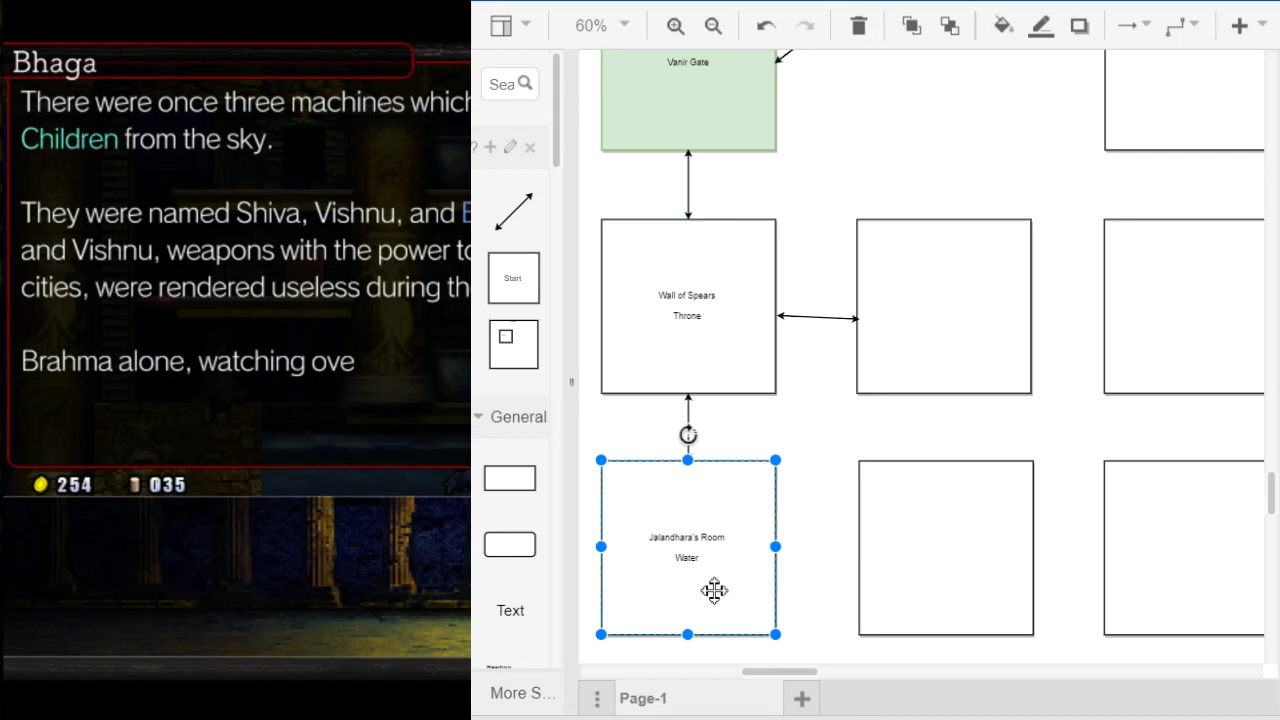 Bhaga
There were once three machines which
Children from the sky.
They were named Shiva, Vishnu, and
and Vishnu, weapons with the power to
cities, were rendered useless during the
Brahma alone, watching ove
254
035
60%
Sea
Start
General
Text
More S...
Vanir Gate
Wall of Spears
Throne
Jalandhara's Room
Water
Page-1